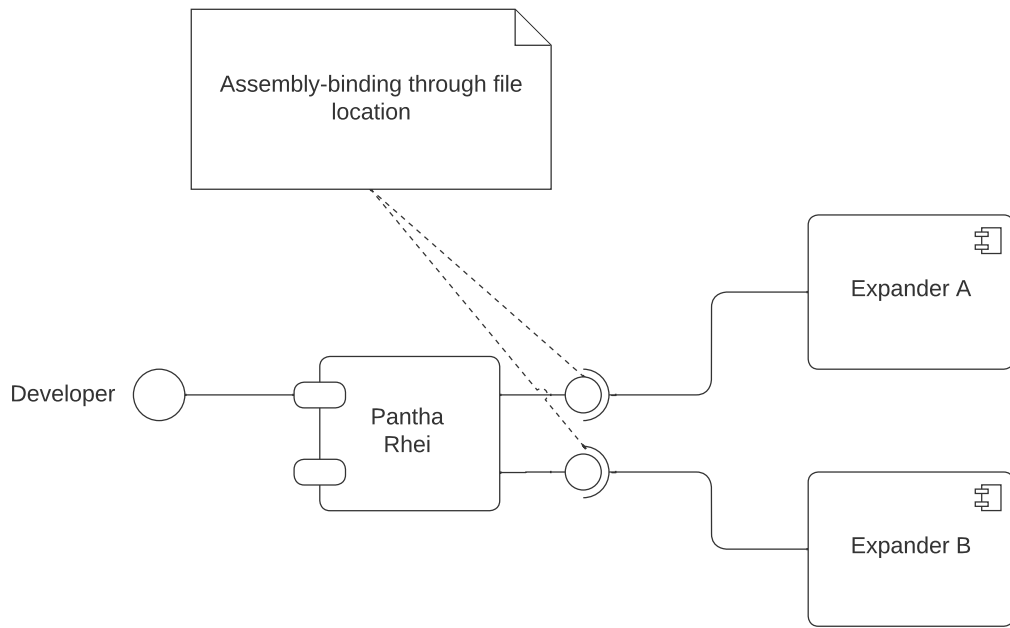 Assembly-binding through file
location
Expander A
Developer
Pantha
Rhei
Expander B